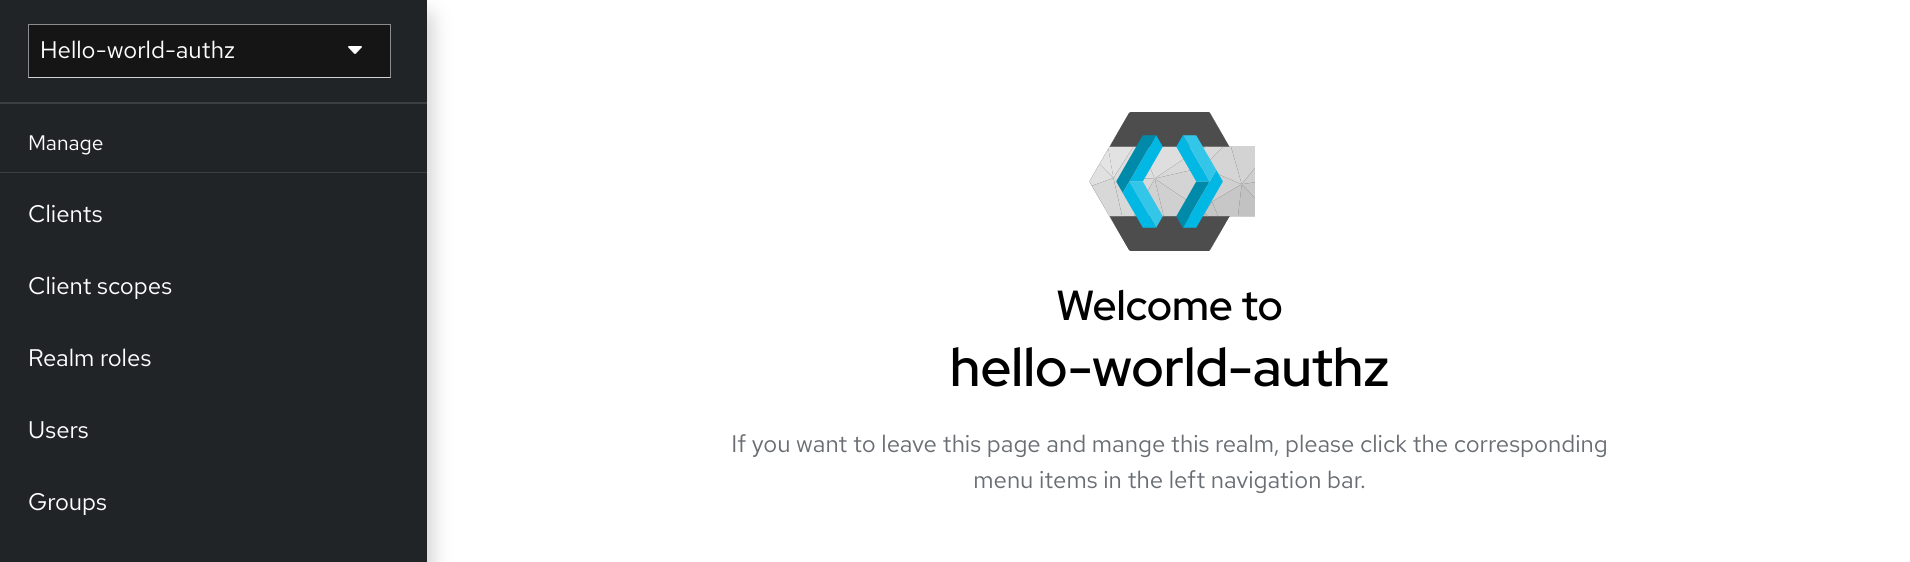 Hello-world-authz
Manage
Clients
Client scopes
Realm roles
Users
Groups
Welcome to
hello-world-authz
If you want to leave this page and mange this realm, please click the corresponding
menu items in the left navigation bar.